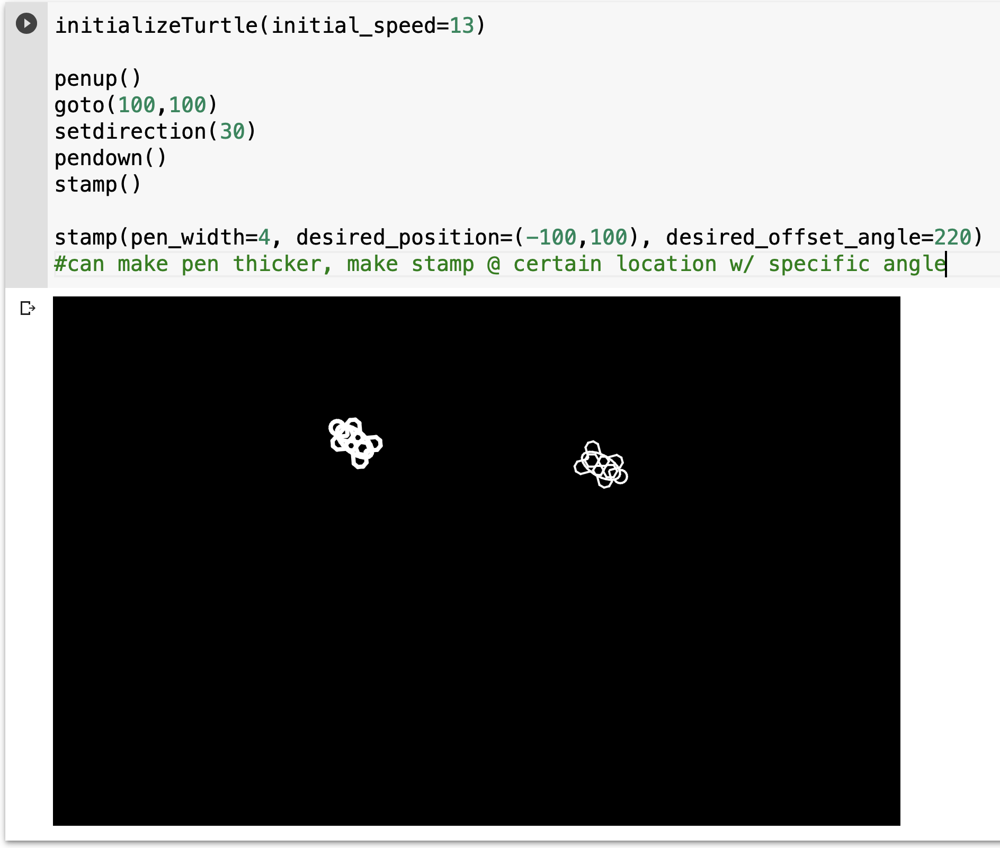 initializeTurtle(initial_speed=13)
penup()
goto(100,100)
setdirection(30)
pendown()
stamp()
stamp(pen_width=4, desired_position=(-100,100), desired_offset_angle=220)
#can make pen thicker, make stamp @ certain location w/ specific angle